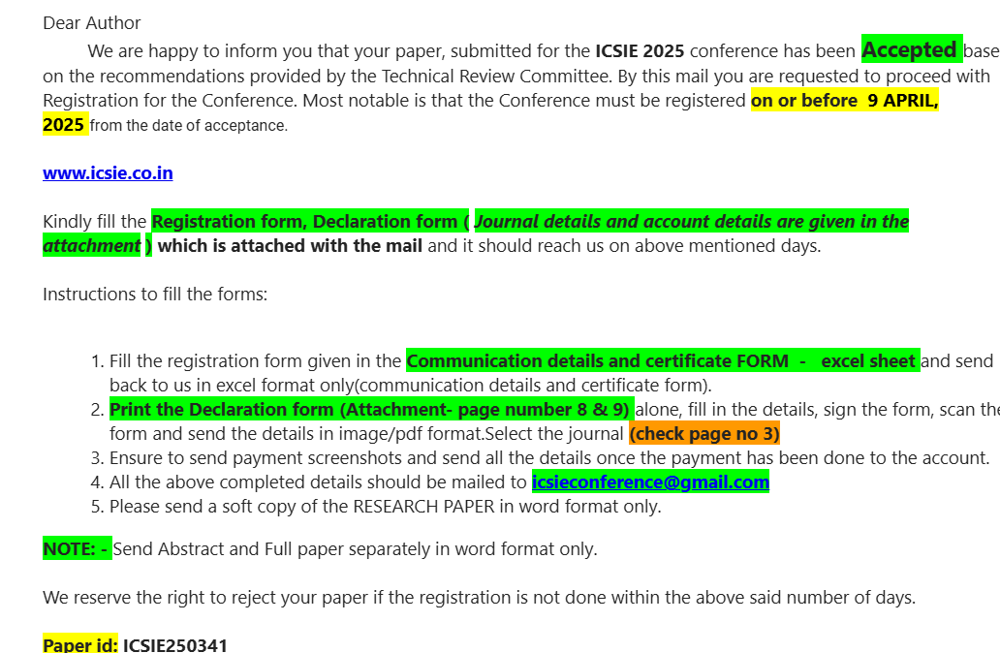 Dear Author
We are happy to inform you that your paper, submitted for the ICSIE 2025 conference has been Accepted base
on the recommendations provided by the Technical Review Committee. By this mail you are requested to proceed with
Registration for the Conference. Most notable is that the Conference must be registered on or before 9 APRIL,
2025 from the date of acceptance.
www.icsie.co.in
Kindly fill the Registration form, Declaration form ( Journal details and account details are given in the
attachment ) which is attached with the mail and it should reach us on above mentioned days.
Instructions to fill the forms:
1. Fill the registration form given in the Communication details and certificate FORM - excel sheet and send
back to us in excel format only(communication details and certificate form).
2. Print the Declaration form (Attachment- page number 8 & 9) alone, fill in the details, sign the form, scan the
form and send the details in image/pdf format.Select the journal (check page no 3)
3. Ensure to send payment screenshots and send all the details once the payment has been done to the account.
4. All the above completed details should be mailed to icsieconference@gmail.com
5. Please send a soft copy of the RESEARCH PAPER in word format only.
NOTE: - Send Abstract and Full paper separately in word format only.
We reserve the right to reject your paper if the registration is not done within the above said number of days.
Paper id: ICSIE250341